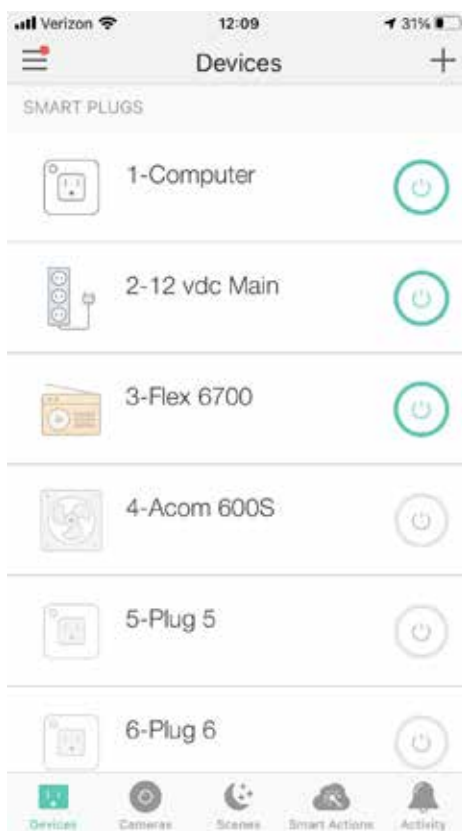 Verizon 12:09 31%
Devices
SMART PLUGS
1-Computer
2-12 vdc Main
3-Flex 6700
4-Acom 600S
5-Plug 5
6-Plug 6
Devices Cameras Scenes Smart Actions Activity